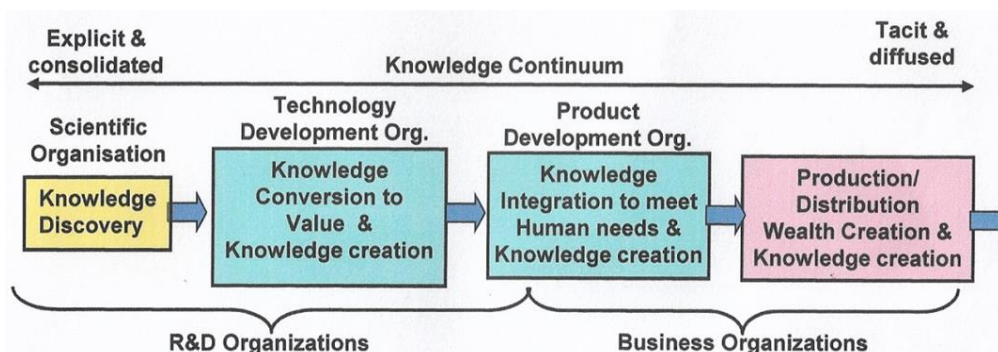 Explicit &
consolidated
Knowledge Continuum
Tacit &
diffused
Scientific
Organisation
Technology
Development Org.
Product
Development Org.
Knowledge
Discovery
Knowledge
Conversion to
Value &
Knowledge creation
Knowledge
Integration to meet
Human needs &
Knowledge creation
Production/
Distribution
Wealth Creation &
Knowledge creation
R&D Organizations
Business Organizations